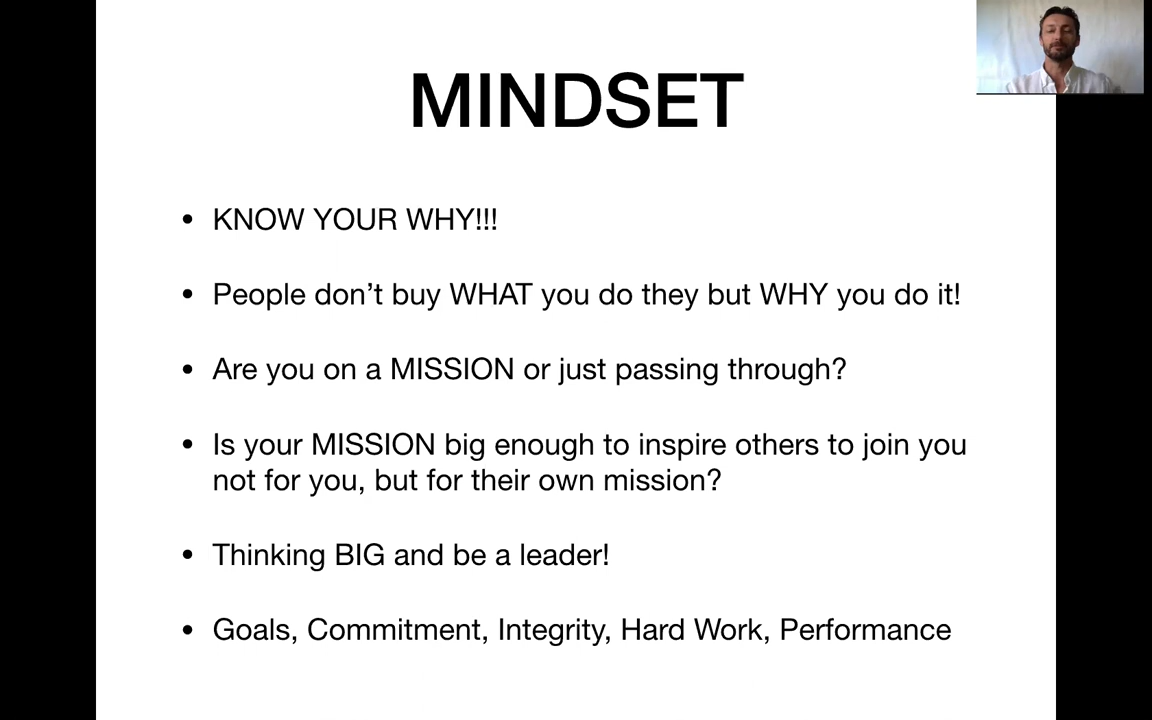 MINDSET
• KNOW YOUR WHY!!!
• People don’t buy WHAT you do they but WHY you do it!
• Are you on a MISSION or just passing through?
• Is your MISSION big enough to inspire others to join you
not for you, but for their own mission?
• Thinking BIG and be a leader!
• Goals, Commitment, Integrity, Hard Work, Performance